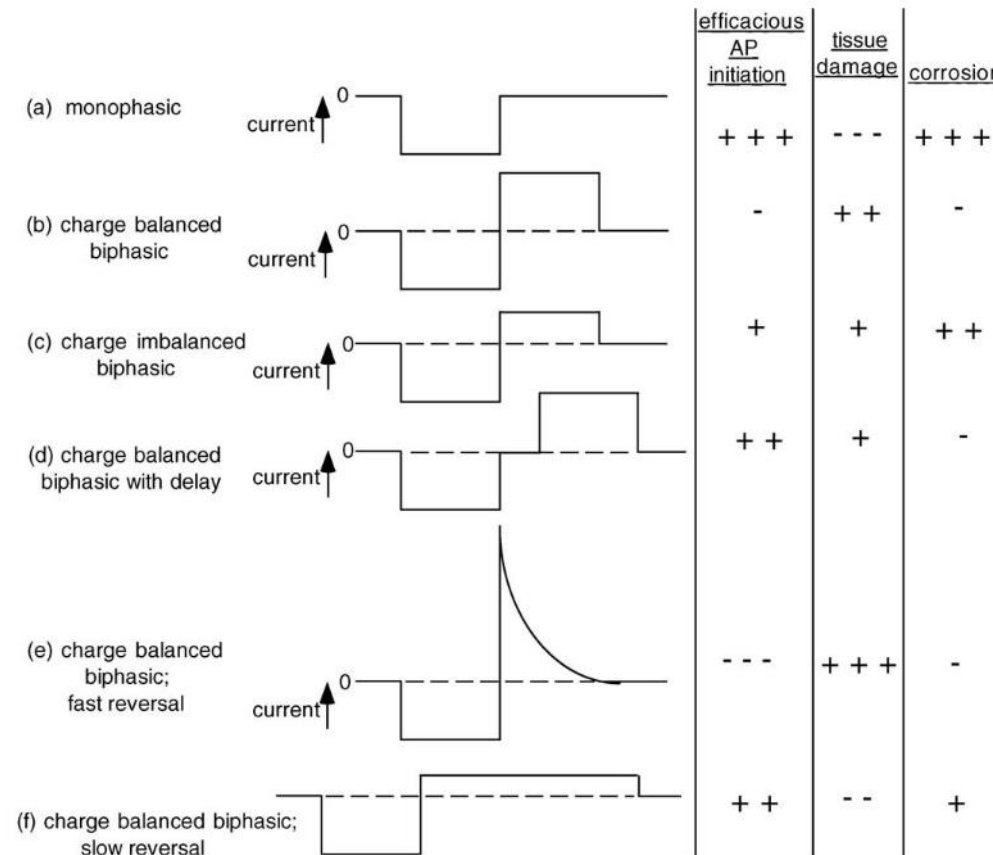 efficacious
AP
initiation
tissue
damage
corrosion
(a) monophasic
0
current
+ + +
- - -
+ + +
(b) charge balanced
biphasic
0
current
-
+ +
-
(c) charge imbalanced
biphasic
0
current
+
+
+ +
(d) charge balanced
biphasic with delay
0
current
+ +
+
-
(e) charge balanced
biphasic;
fast reversal
0
current
- - -
+ + +
-
(f) charge balanced biphasic;
slow reversal
+ +
- -
+